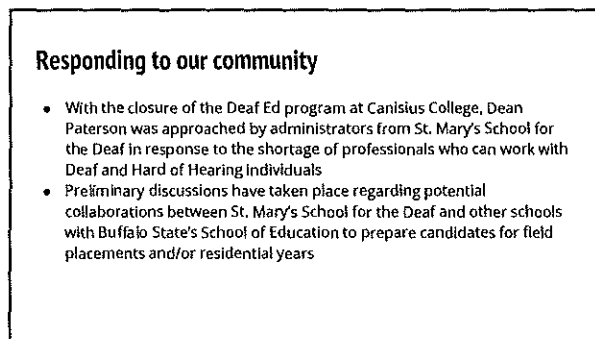 Responding to our community
• With the closure of the Deaf Ed program at Canisius College, Dean
Paterson was approached by administrators from St. Mary's School for
the Deaf in response to the shortage of professionals who can work with
Deaf and Hard of Hearing individuals
• Preliminary discussions have taken place regarding potential
collaborations between St. Mary's School for the Deaf and other schools
with Buffalo State's School of Education to prepare candidates for field
placements and/or residential years